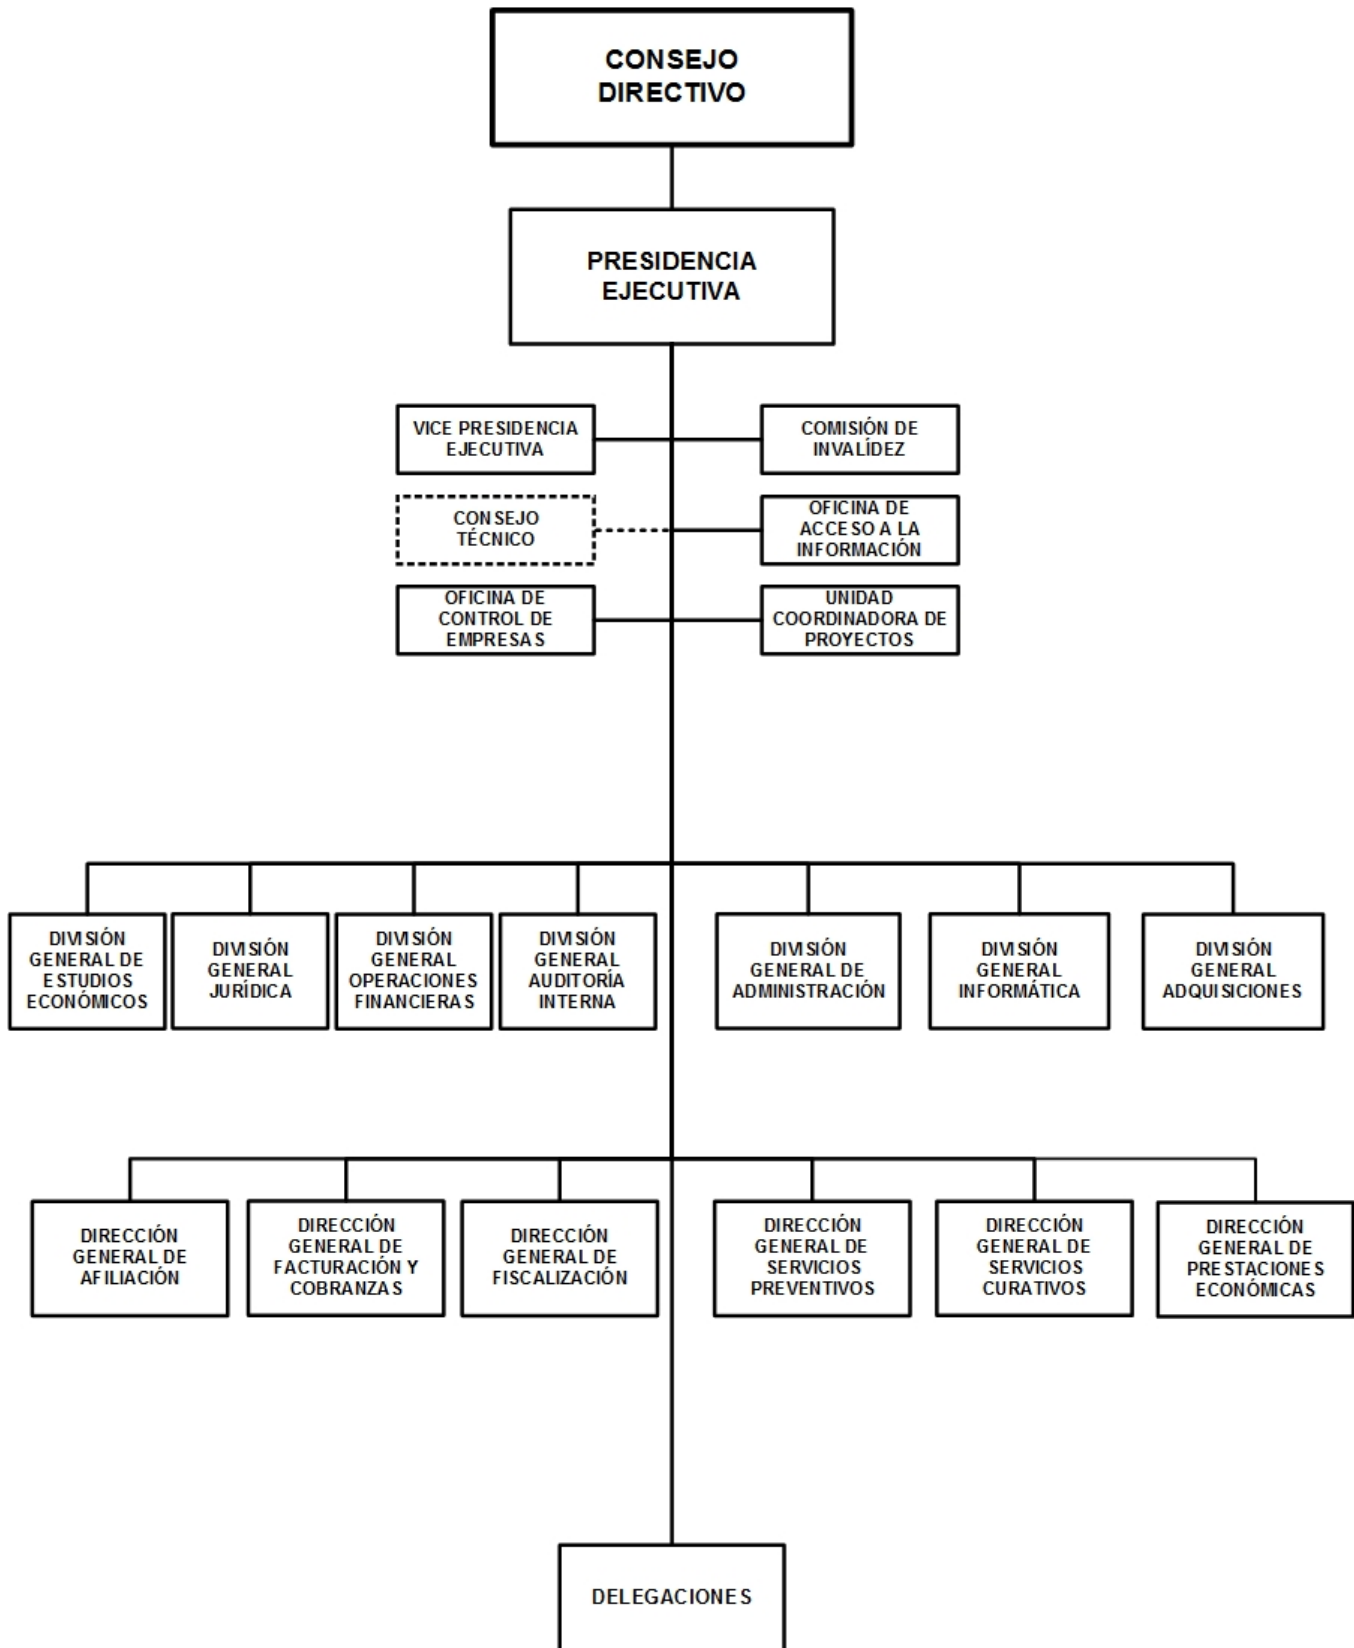 CONSEJO
DIRECTIVO
PRESIDENCIA
EJECUTIVA
VICE PRESIDENCIA
EJECUTIVA
COMISIÓN DE
INVALÍDEZ
CONSEJO
TÉCNICO
OFICINA DE
ACCESO A LA
INFORMACIÓN
OFICINA DE
CONTROL DE
EMPRESAS
UNIDAD
COORDINADORA DE
PROYECTOS
DIVISIÓN
GENERAL DE
ESTUDIOS
ECONÓMICOS
DIVISIÓN
GENERAL
JURÍDICA
DIVISIÓN
GENERAL
OPERACIONES
FINANCIERAS
DIVISIÓN
GENERAL
AUDITORÍA
INTERNA
DIVISIÓN
GENERAL DE
ADMINISTRACIÓN
DIVISIÓN
GENERAL
INFORMÁTICA
DIVISIÓN
GENERAL
ADQUISICIONES
DIRECCIÓN
GENERAL DE
AFILIACIÓN
DIRECCIÓN
GENERAL DE
FACTURACIÓN Y
COBRANZAS
DIRECCIÓN
GENERAL DE
FISCALIZACIÓN
DIRECCIÓN
GENERAL DE
SERVICIOS
PREVENTIVOS
DIRECCIÓN
GENERAL DE
SERVICIOS
CURATIVOS
DIRECCIÓN
GENERAL DE
PRESTACIONES
ECONÓMICAS
DELEGACIONES